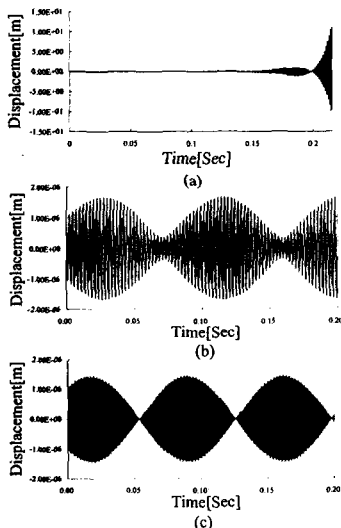 1.50E+01
1.00E+01
5.00E+00
0.00E+00
-5.00E+00
-1.00E+01
-1.50E+01
Displacement[m]
0 0.05 0.1 0.15 0.2
Time[Sec]
(a)
2.00E-06
1.00E-06
0.00E+00
-1.00E-06
-2.00E-06
Displacement[m]
0.00 0.05 0.10 0.15 0.20
Time[Sec]
(b)
2.00E-06
1.00E-06
0.00E+00
-1.00E-06
-2.00E-06
Displacement[m]
0.00 0.05 0.10 0.15 0.20
Time[Sec]
(c)